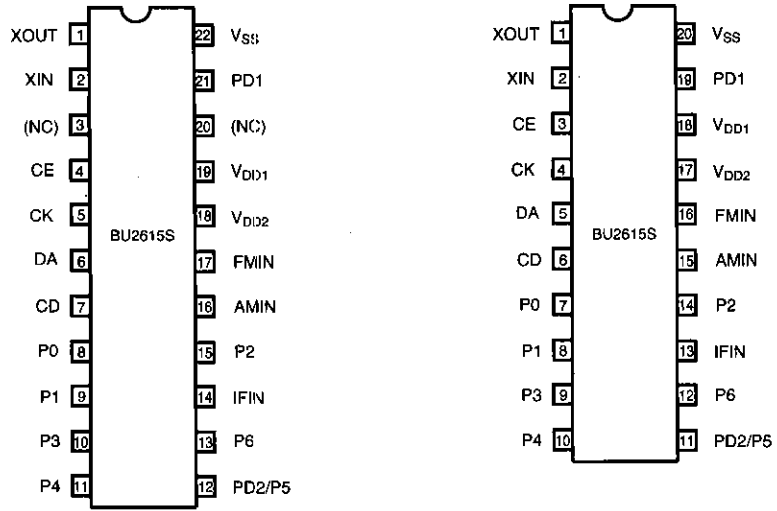 XOUT 1 22 VSS
XIN 2 21 PD1
(NC) 3 20 (NC)
CE 4 19 VDD1
CK 5 18 VDD2
BU2615S
DA 6 17 FMIN
CD 7 16 AMIN
P0 8 15 P2
P1 9 14 IFIN
P3 10 13 P6
P4 11 12 PD2/P5
XOUT 1 20 VSS
XIN 2 19 PD1
CE 3 18 VDD1
CK 4 17 VDD2
DA 5 16 FMIN
BU2615S
CD 6 15 AMIN
P0 7 14 P2
P1 8 13 IFIN
P3 9 12 P6
P4 10 11 PD2/P5